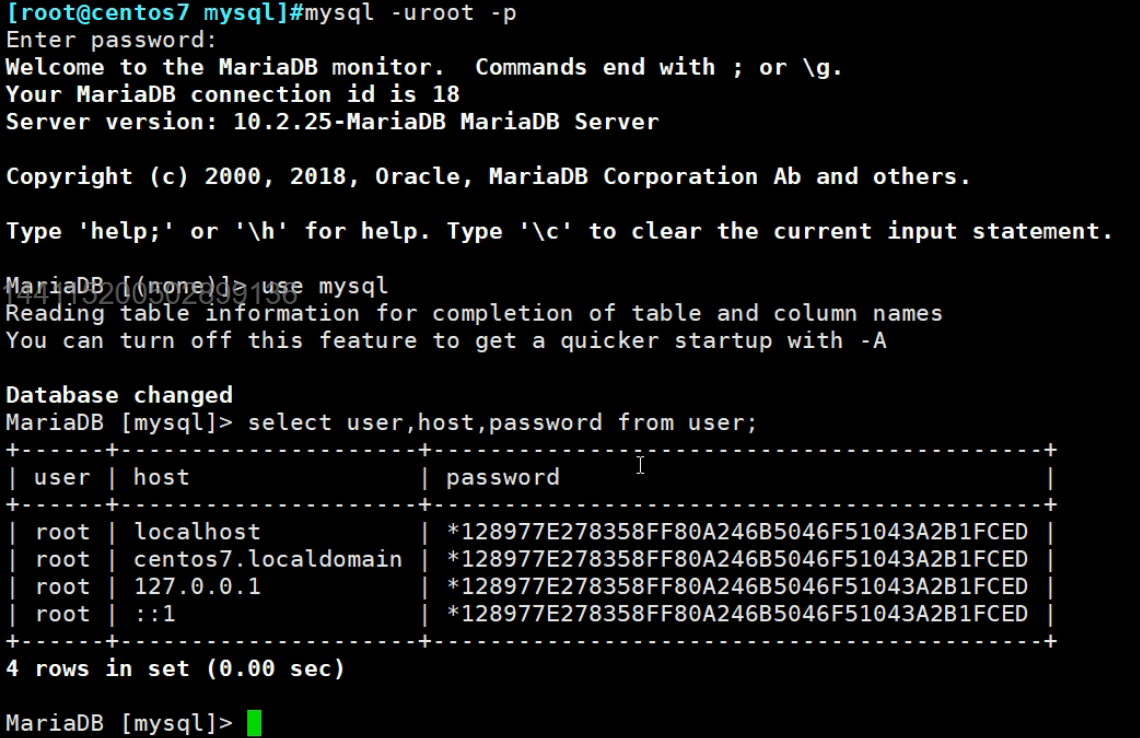 [root@centos7 mysql]#mysql -uroot -p
Enter password:
Welcome to the MariaDB monitor.  Commands end with ; or \g.
Your MariaDB connection id is 18
Server version: 10.2.25-MariaDB MariaDB Server
Copyright (c) 2000, 2018, Oracle, MariaDB Corporation Ab and others.
Type 'help;' or '\h' for help. Type '\c' to clear the current input statement.
MariaDB [(none)]> use mysql
144115200502899136
Reading table information for completion of table and column names
You can turn off this feature to get a quicker startup with -A
Database changed
MariaDB [mysql]> select user,host,password from user;
+------+---------------------+-------------------------------------------+
| user | host                | password                                  |
+------+---------------------+-------------------------------------------+
| root | localhost           | *128977E278358FF80A246B5046F51043A2B1FCED |
| root | centos7.localdomain | *128977E278358FF80A246B5046F51043A2B1FCED |
| root | 127.0.0.1           | *128977E278358FF80A246B5046F51043A2B1FCED |
| root | ::1                 | *128977E278358FF80A246B5046F51043A2B1FCED |
+------+---------------------+-------------------------------------------+
4 rows in set (0.00 sec)
MariaDB [mysql]>